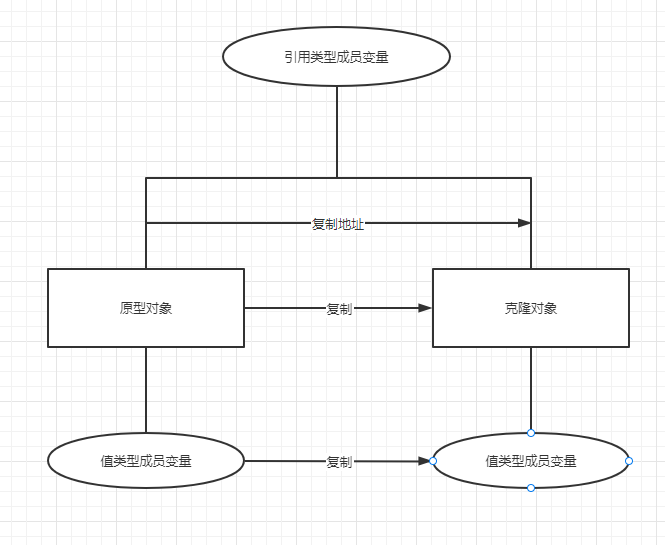 引用类型成员变量
复制地址
原型对象
复制
克隆对象
值类型成员变量
复制
值类型成员变量